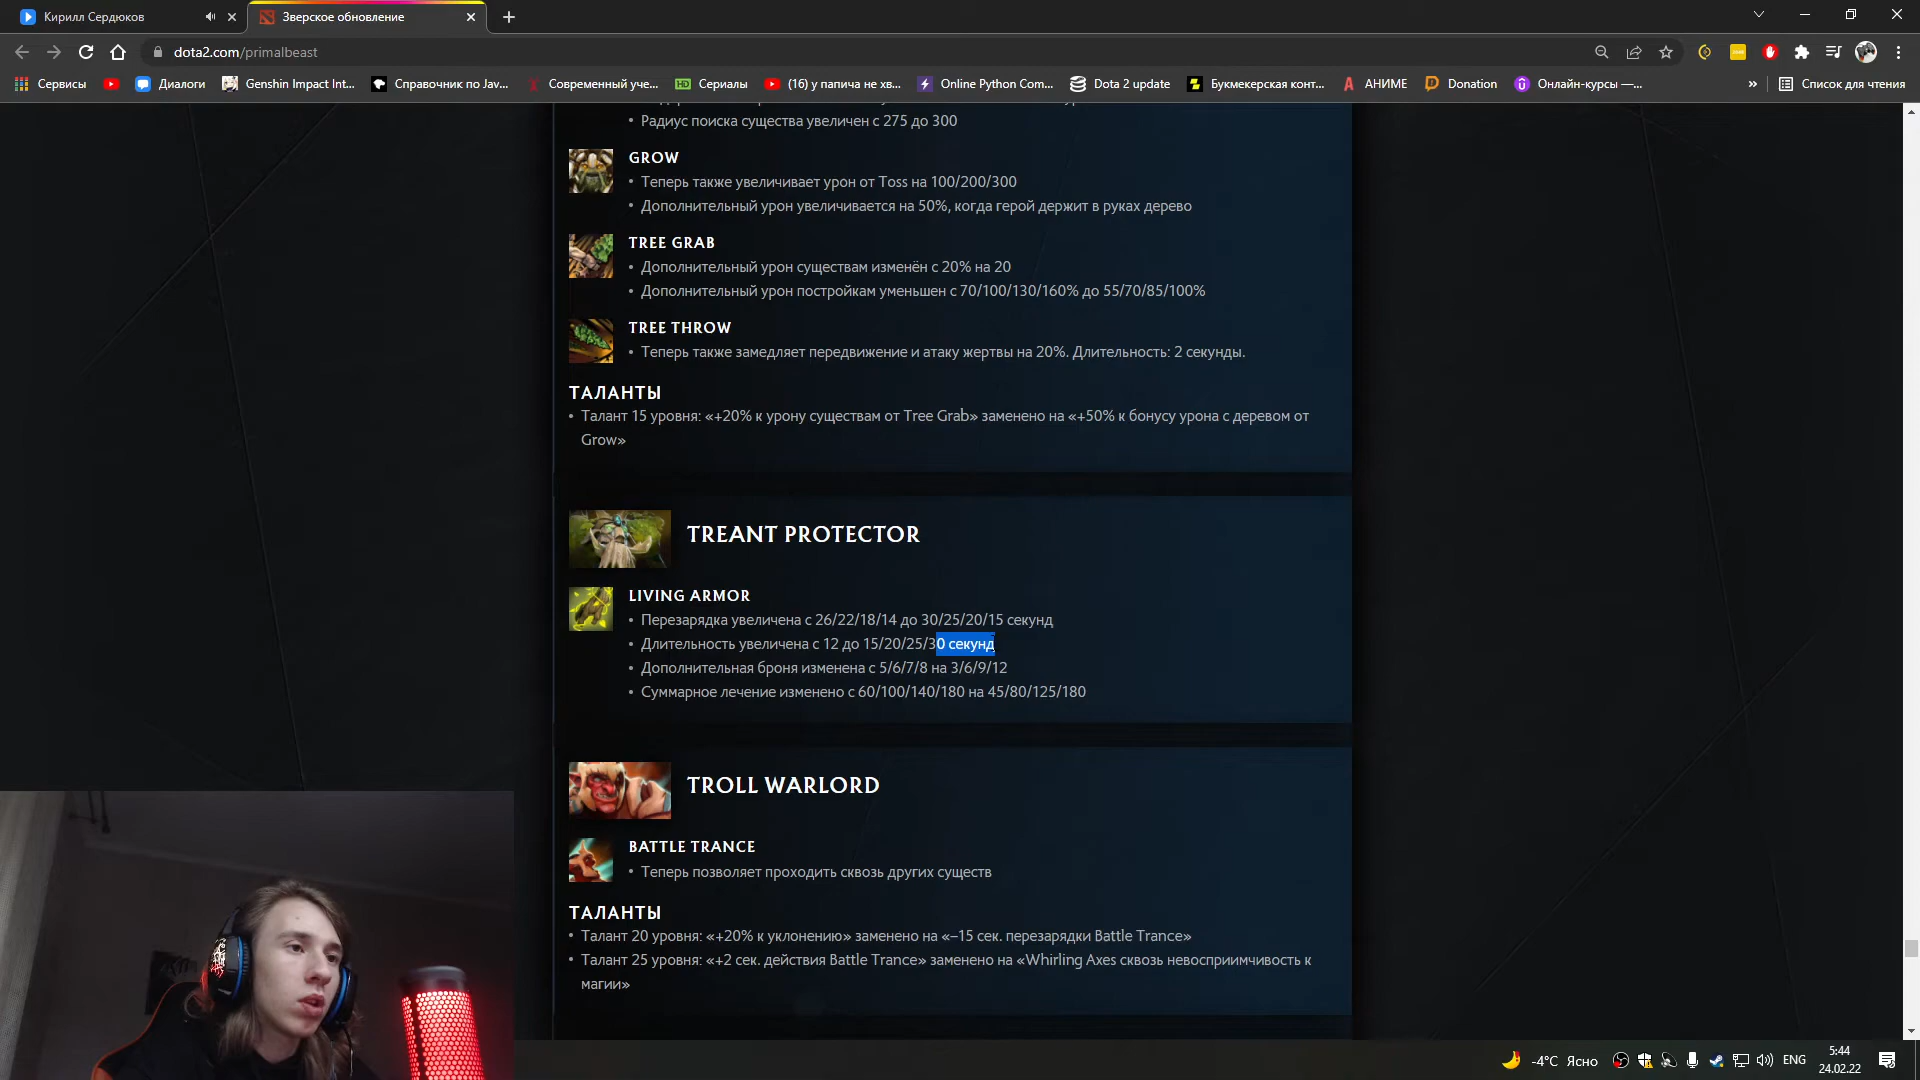 Кирилл Сердюков
Зверское обновление
dota2.com/primalbeast
Сервисы
Диалоги
Genshin Impact Int...
Справочник по Jav...
Современный уче...
Сериалы
(16) у папича не хв...
Online Python Com...
Dota 2 update
Букмекерская конт...
АНИМЕ
Donation
Онлайн-курсы —...
»
Список для чтения
• Радиус поиска существа увеличен с 275 до 300
GROW
• Теперь также увеличивает урон от Toss на 100/200/300
• Дополнительный урон увеличивается на 50%, когда герой держит в руках дерево
TREE GRAB
• Дополнительный урон существам изменён с 20% на 20
• Дополнительный урон постройкам уменьшен с 70/100/130/160% до 55/70/85/100%
TREE THROW
• Теперь также замедляет передвижение и атаку жертвы на 20%. Длительность: 2 секунды.
ТАЛАНТЫ
• Талант 15 уровня: «+20% к урону существам от Tree Grab» заменено на «+50% к бонусу урона с деревом от
Grow»
TREANT PROTECTOR
LIVING ARMOR
• Перезарядка увеличена с 26/22/18/14 до 30/25/20/15 секунд
• Длительность увеличена с 12 до 15/20/25/30 секунд
• Дополнительная броня изменена с 5/6/7/8 на 3/6/9/12
• Суммарное лечение изменено с 60/100/140/180 на 45/80/125/180
TROLL WARLORD
BATTLE TRANCE
• Теперь позволяет проходить сквозь других существ
ТАЛАНТЫ
• Талант 20 уровня: «+20% к уклонению» заменено на «−15 сек. перезарядки Battle Trance»
• Талант 25 уровня: «+2 сек. действия Battle Trance» заменено на «Whirling Axes сквозь невосприимчивость к
магии»
-4°C Ясно
ENG
5:44
24.02.22